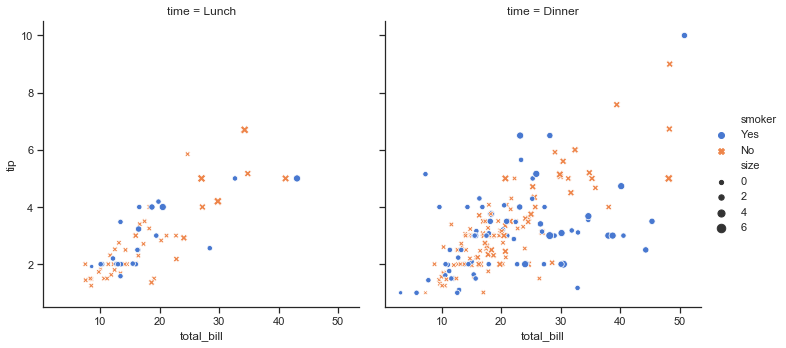 time = Lunch
time = Dinner
10
8
6
4
2
tip
10 20 30 40 50
total_bill
10 20 30 40 50
total_bill
smoker
Yes
No
size
0
2
4
6